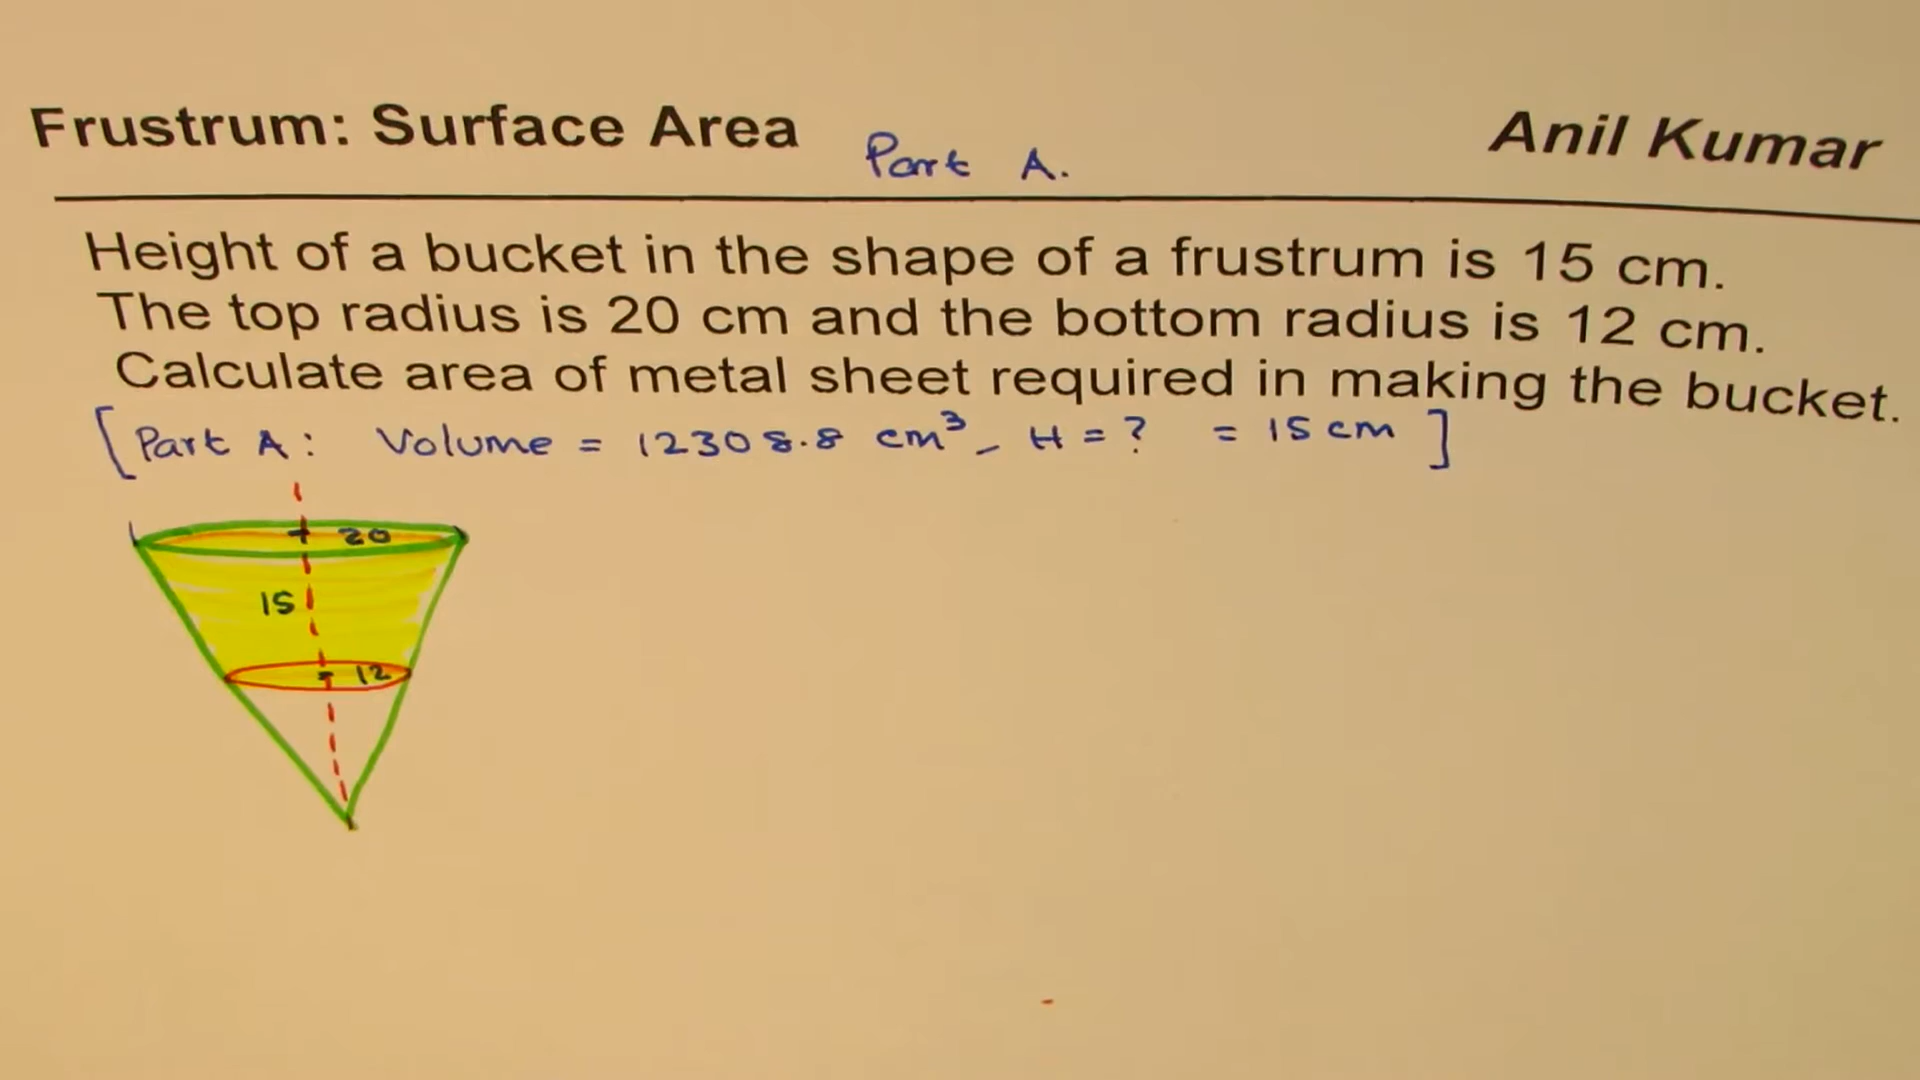 Frustrum: Surface Area
Part A.
Anil Kumar
Height of a bucket in the shape of a frustrum is 15 cm.
The top radius is 20 cm and the bottom radius is 12 cm.
Calculate area of metal sheet required in making the bucket.
[Part A: Volume = 12308.8 cm³, H = ? = 15 cm]
20
15
12